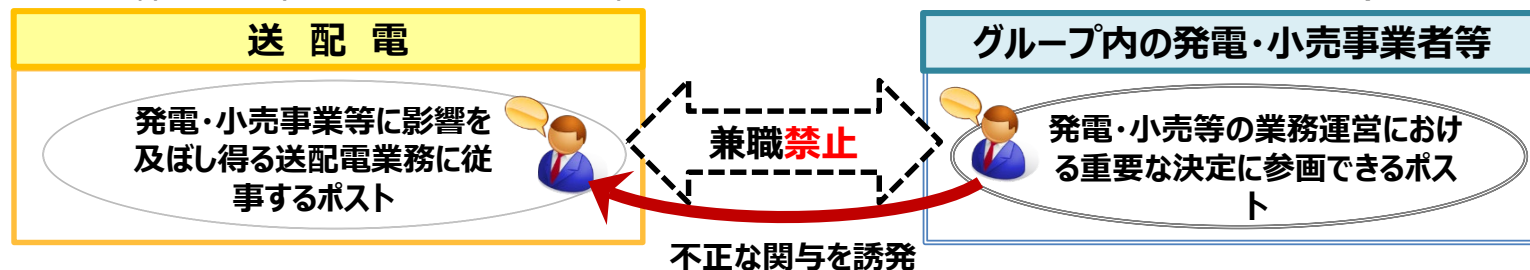 送 配 電
発電・小売事業等に影響を
及ぼし得る送配電業務に従
事するポスト
兼職禁止
グループ内の発電・小売事業者等
発電・小売等の業務運営におけ
る重要な決定に参画できるポス
ト
不正な関与を誘発